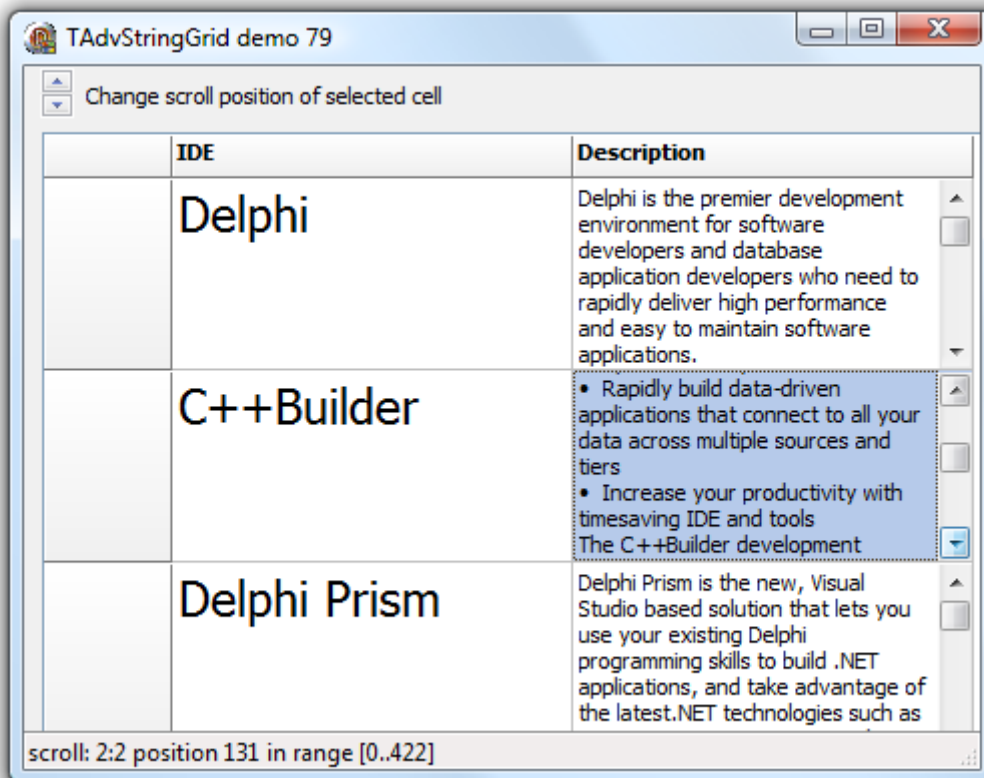 TAdvStringGrid demo 79
Change scroll position of selected cell
IDE
Description
Delphi
Delphi is the premier development
environment for software
developers and database
application developers who need to
rapidly deliver high performance
and easy to maintain software
applications.
C++Builder
• Rapidly build data-driven
applications that connect to all your
data across multiple sources and
tiers
• Increase your productivity with
timesaving IDE and tools
The C++Builder development
Delphi Prism
Delphi Prism is the new, Visual
Studio based solution that lets you
use your existing Delphi
programming skills to build .NET
applications, and take advantage of
the latest.NET technologies such as
scroll: 2:2 position 131 in range [0..422]